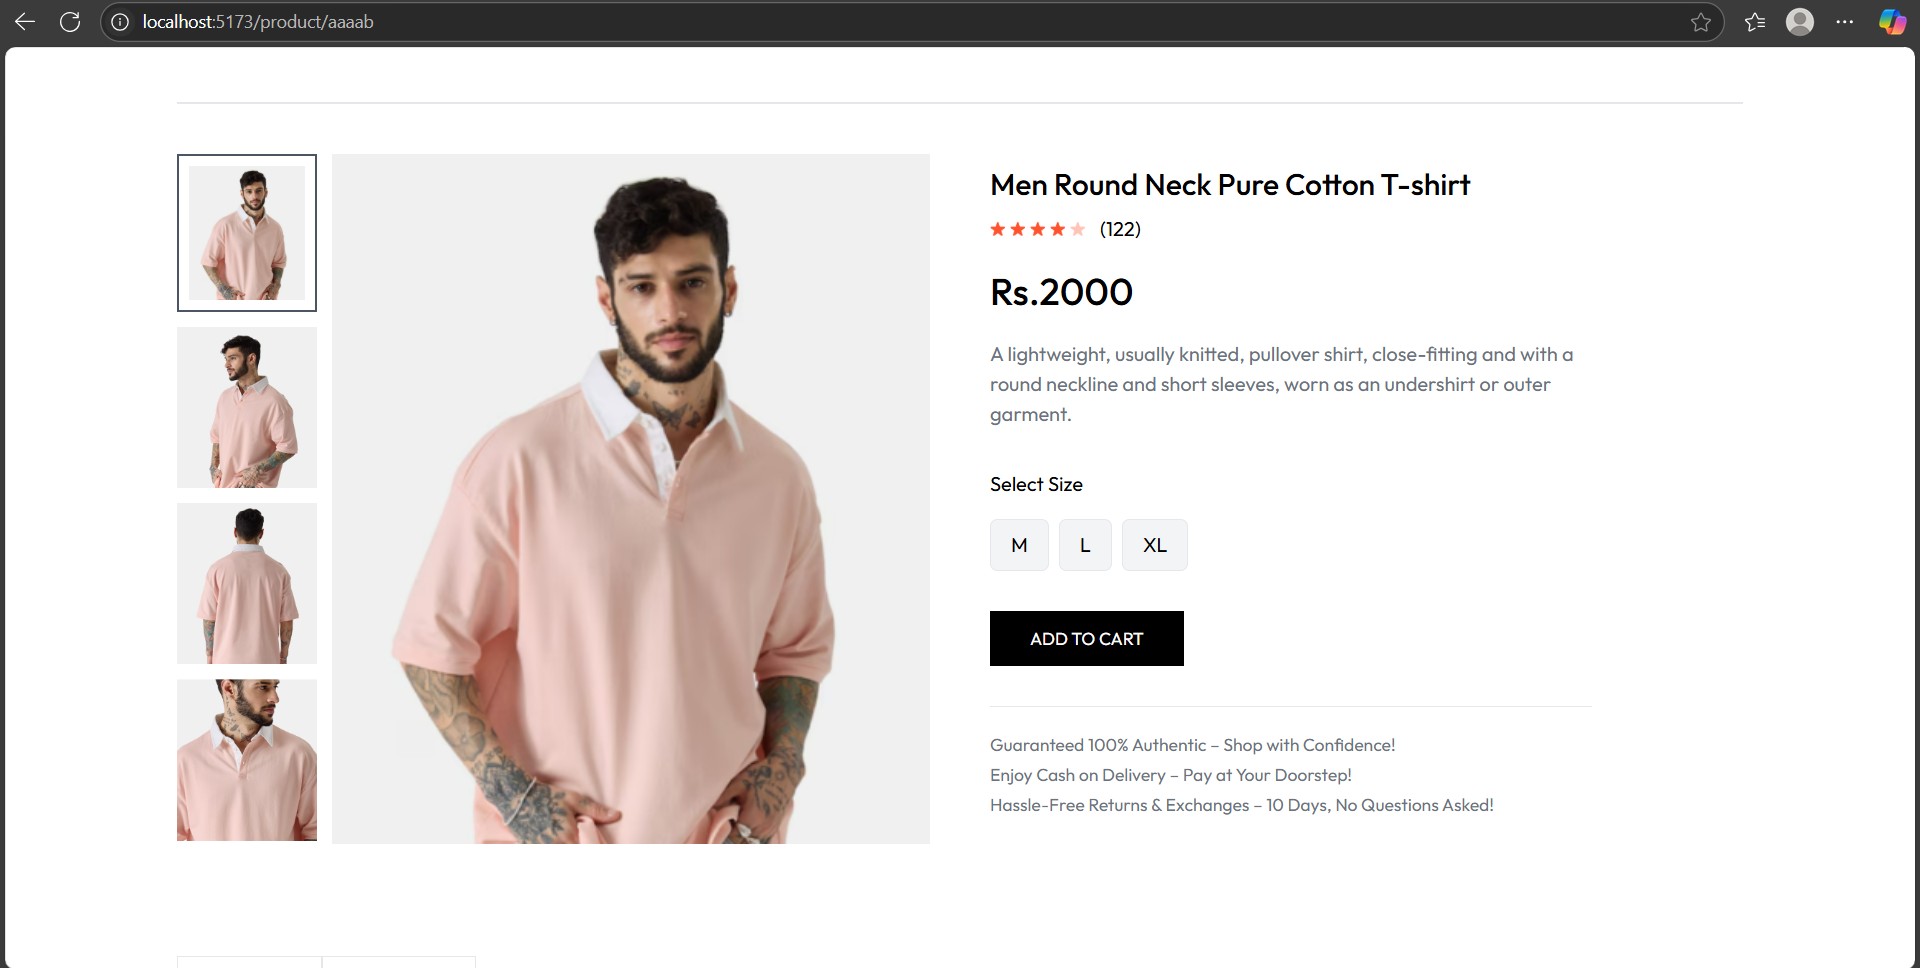 localhost:5173/product/aaaab
Men Round Neck Pure Cotton T-shirt
(122)
Rs.2000
A lightweight, usually knitted, pullover shirt, close-fitting and with a
round neckline and short sleeves, worn as an undershirt or outer
garment.
Select Size
M L XL
ADD TO CART
Guaranteed 100% Authentic – Shop with Confidence!
Enjoy Cash on Delivery – Pay at Your Doorstep!
Hassle-Free Returns & Exchanges – 10 Days, No Questions Asked!